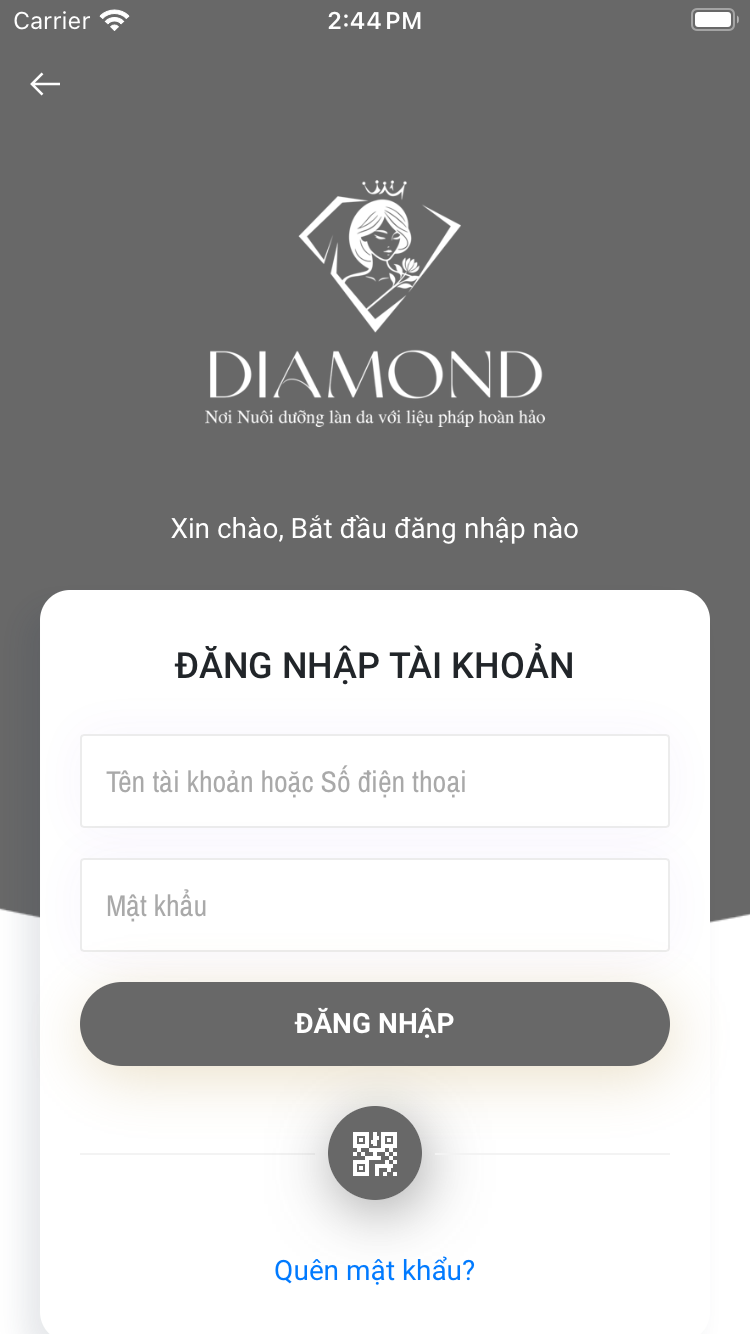 Carrier 2:44 PM
DIAMOND
Nơi Nuôi dưỡng làn da với liệu pháp hoàn hảo
Xin chào, Bắt đầu đăng nhập nào
ĐĂNG NHẬP TÀI KHOẢN
Tên tài khoản hoặc Số điện thoại
Mật khẩu
ĐĂNG NHẬP
Quên mật khẩu?